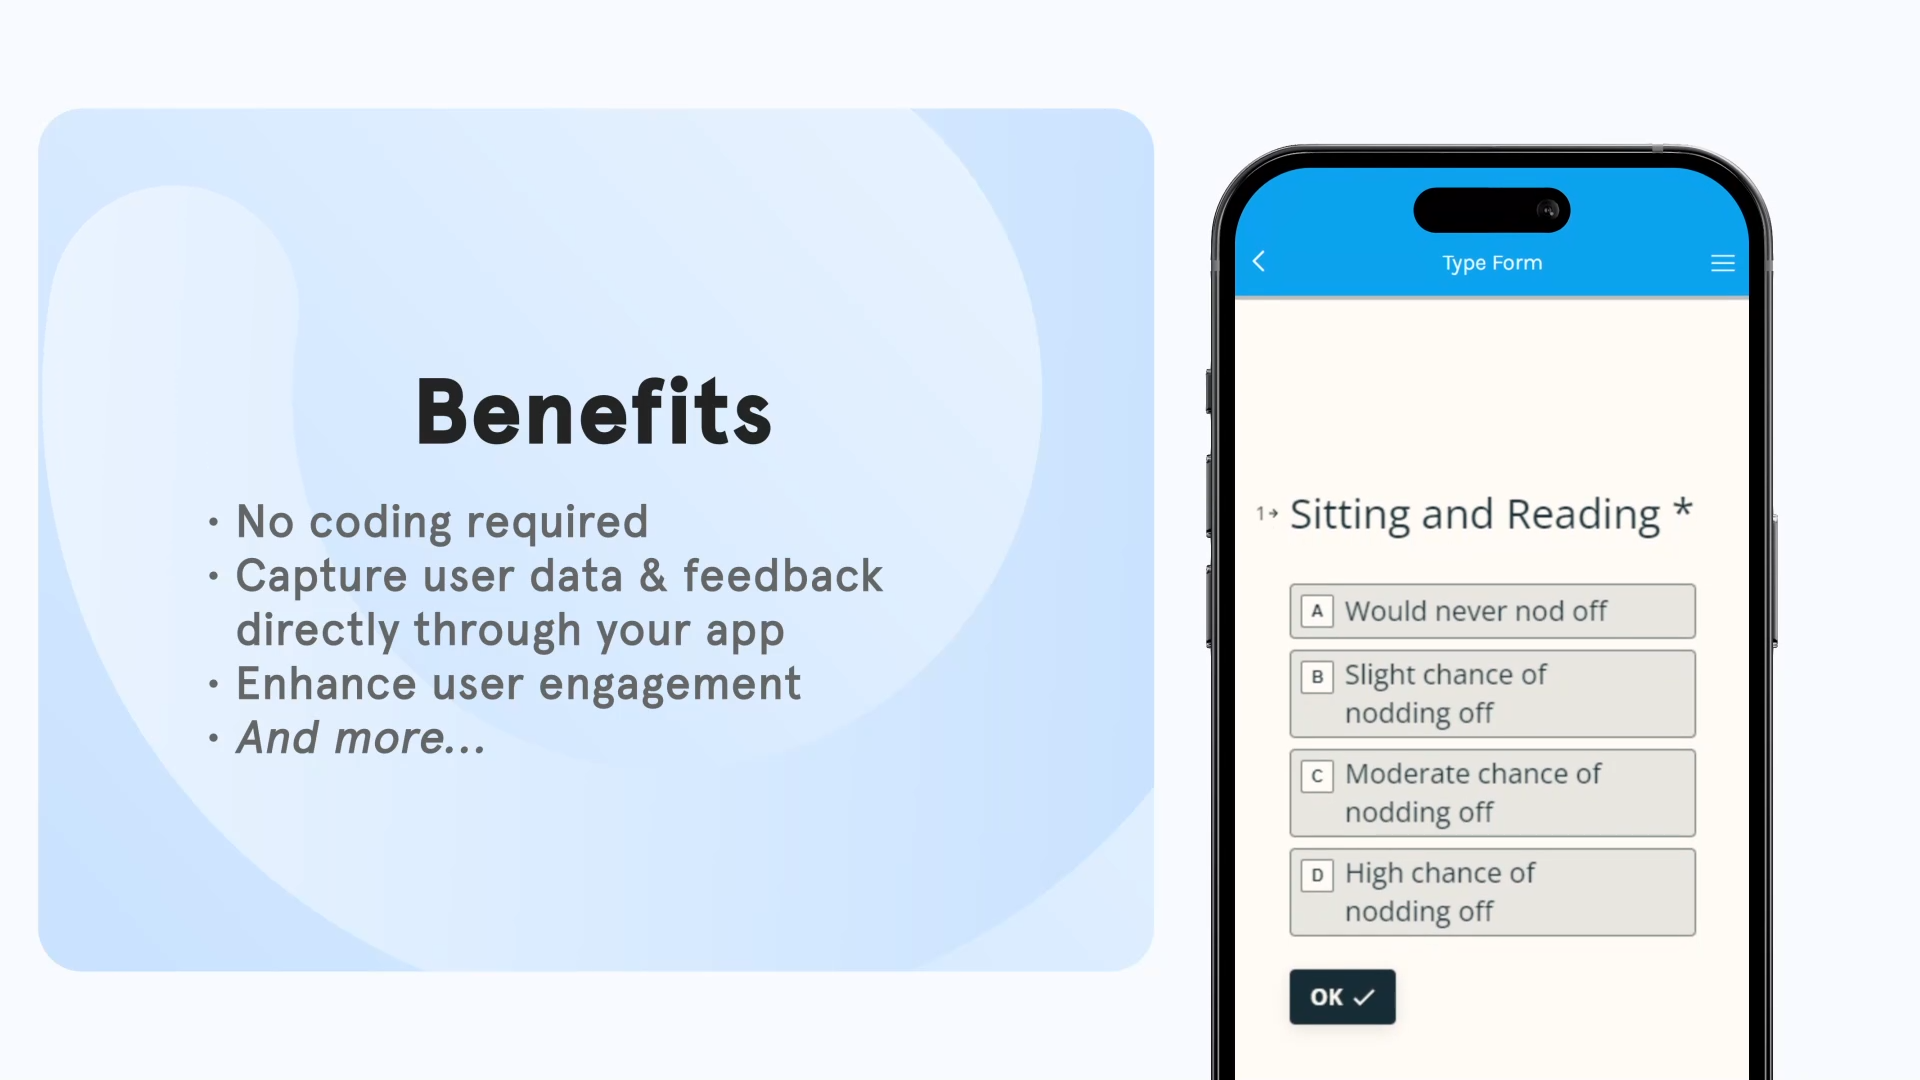 Benefits
• No coding required
• Capture user data & feedback
directly through your app
• Enhance user engagement
• And more...
Type Form
1→ Sitting and Reading *
A Would never nod off
B Slight chance of
nodding off
C Moderate chance of
nodding off
D High chance of
nodding off
OK ✓